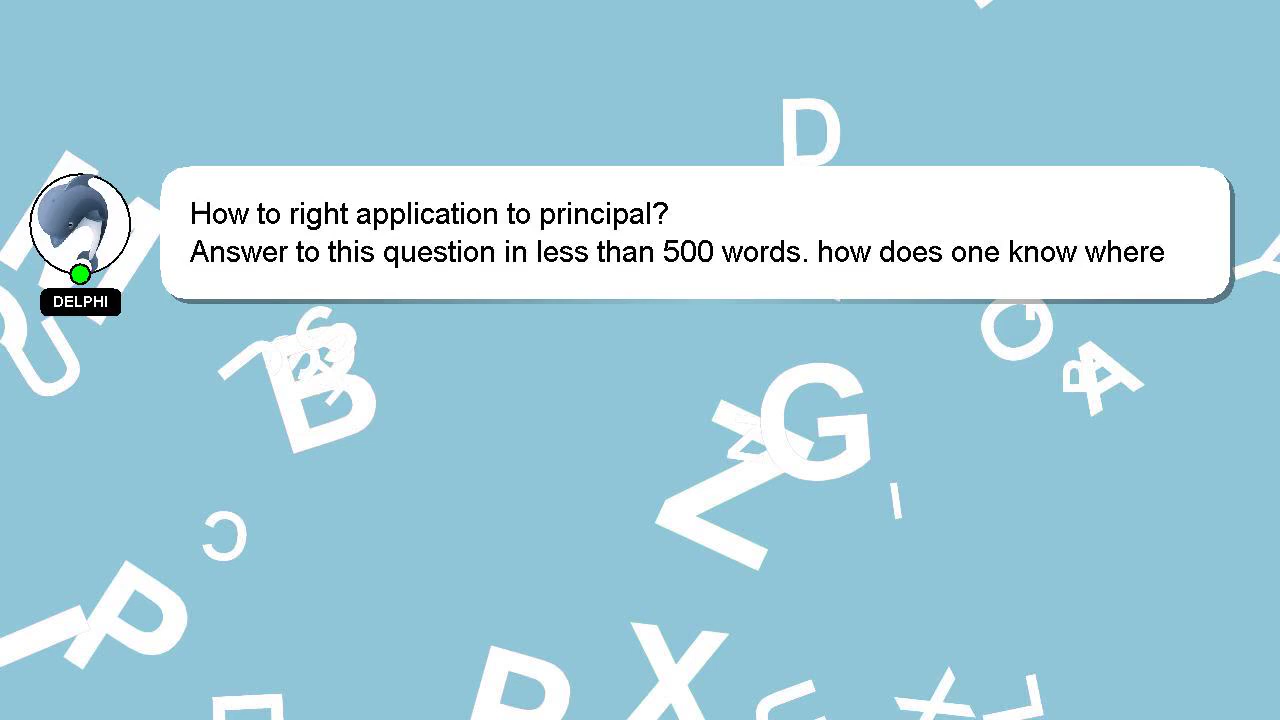 How to right application to principal?
Answer to this question in less than 500 words. how does one know where
DELPHI
D
U
B
G
Z
G
A
B
I
C
P
X
P
U
X